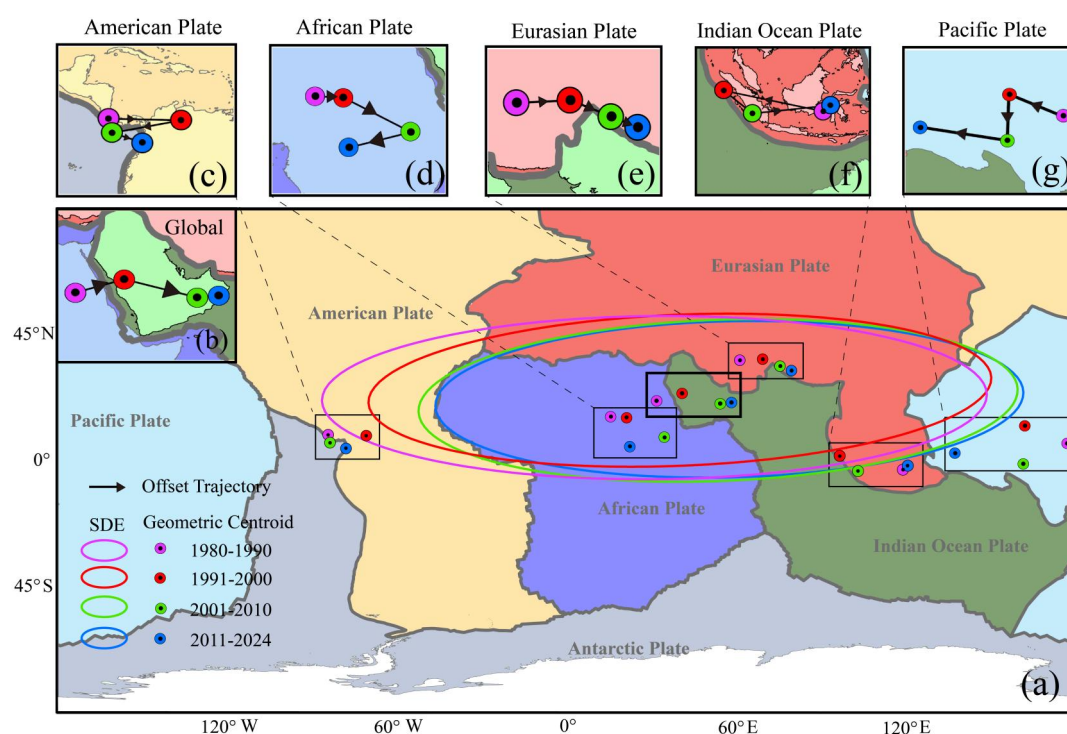 American Plate
African Plate
Eurasian Plate
Indian Ocean Plate
Pacific Plate
(c)
(d)
(e)
(f)
(g)
Global
(b)
Eurasian Plate
American Plate
45°N
Pacific Plate
0°
Offset Trajectory
African Plate
SDE
Geometric Centroid
Indian Ocean Plate
1980-1990
1991-2000
45°S
2001-2010
2011-2024
Antarctic Plate
(a)
120° W
60° W
0°
60° E
120° E